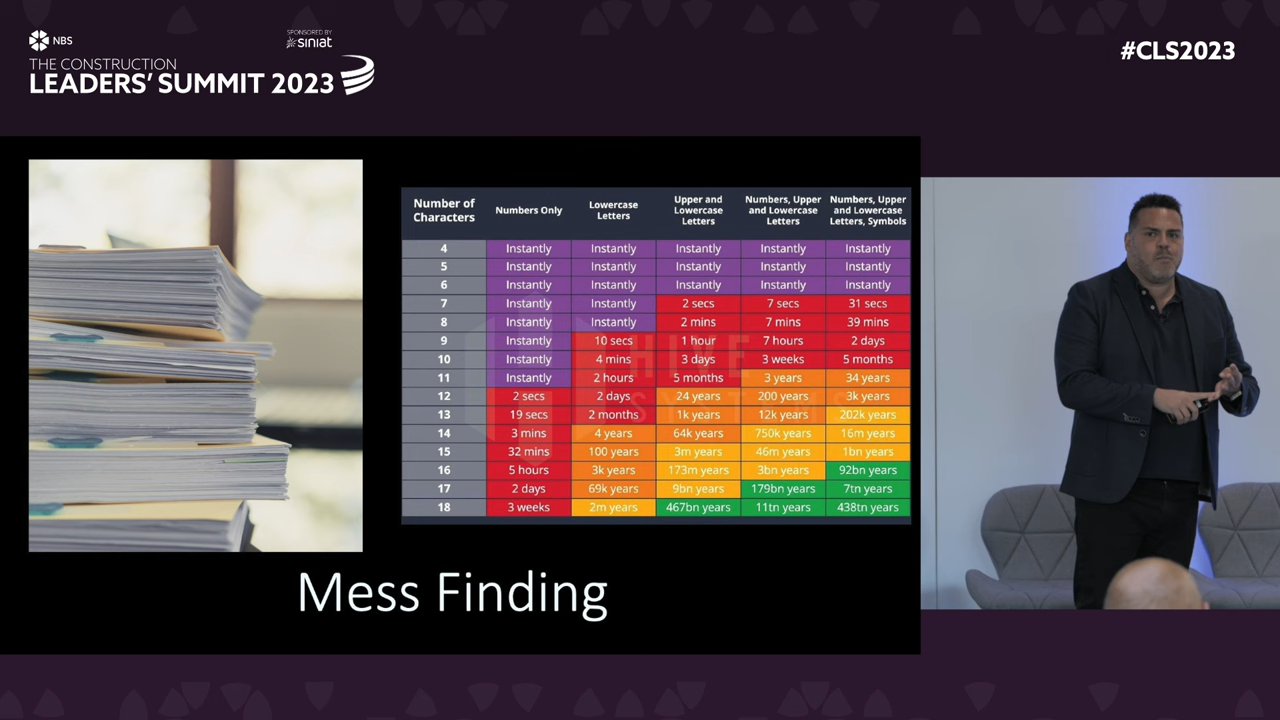 NBS
SPONSORED BY
siniat
THE CONSTRUCTION
LEADERS' SUMMIT 2023
#CLS2023
Number of Characters Numbers Only Lowercase Letters Upper and Lowercase Letters Numbers, Upper and Lowercase Letters Numbers, Upper and Lowercase Letters, Symbols
4 Instantly Instantly Instantly Instantly Instantly
5 Instantly Instantly Instantly Instantly Instantly
6 Instantly Instantly Instantly Instantly Instantly
7 Instantly Instantly 2 secs 7 secs 31 secs
8 Instantly Instantly 2 mins 7 mins 39 mins
9 Instantly 10 secs 1 hour 7 hours 2 days
10 Instantly 4 mins 3 days 3 weeks 5 months
11 Instantly 2 hours 5 months 3 years 34 years
12 2 secs 2 days 24 years 200 years 3k years
13 19 secs 2 months 1k years 12k years 202k years
14 3 mins 4 years 64k years 750k years 16m years
15 32 mins 100 years 3m years 46m years 1bn years
16 5 hours 3k years 173m years 3bn years 92bn years
17 2 days 69k years 9bn years 179bn years 7tn years
18 3 weeks 2m years 467bn years 11tn years 438tn years
HIVE
SYSTEMS
Mess Finding